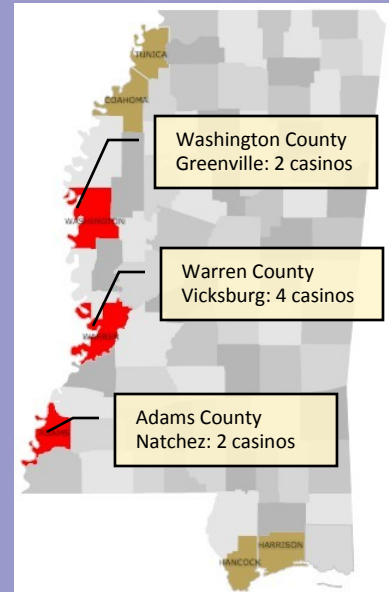 TUNICA
COAHOMA
Washington County
Greenville: 2 casinos
WASHINGTON
Warren County
Vicksburg: 4 casinos
WARREN
Adams County
Natchez: 2 casinos
ADAMS
HARRISON
HANCOCK